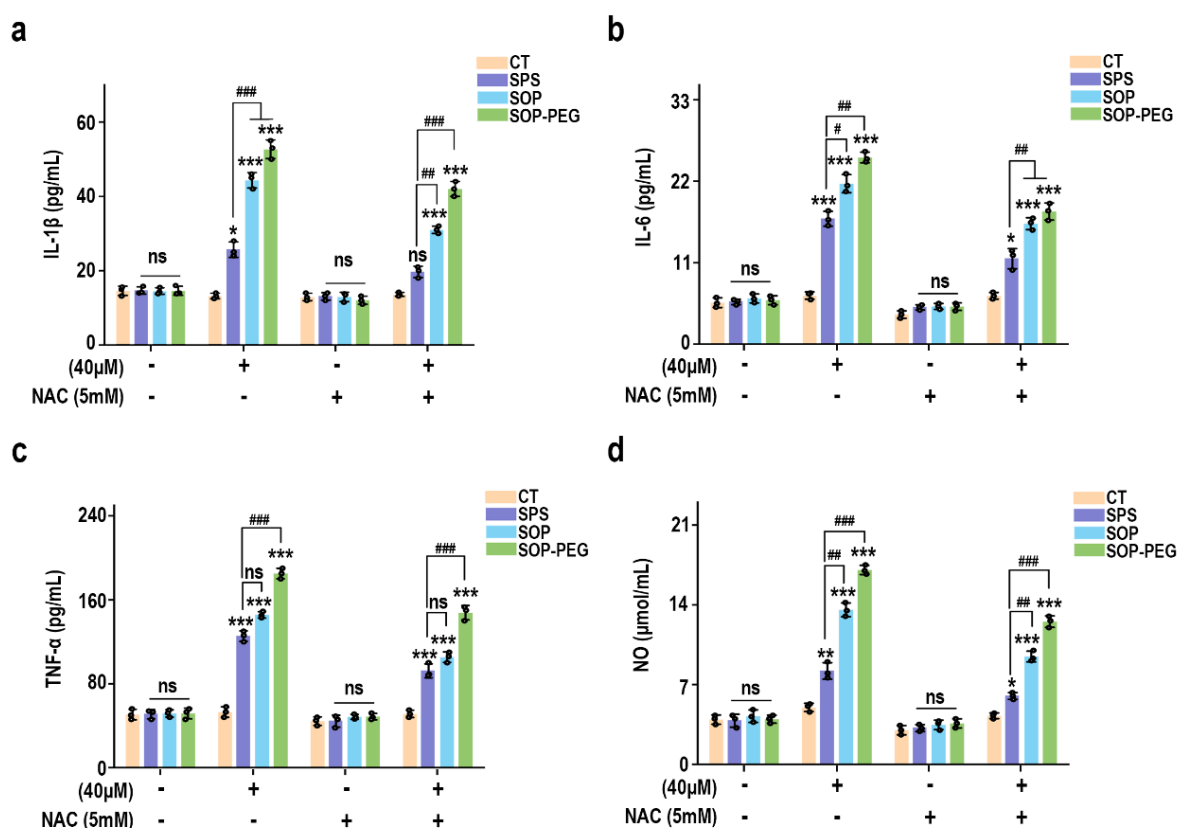 a
CT
SPS
SOP
SOP-PEG
IL-1β (pg/mL)
60
40
20
0
ns
*
***
***
###
ns
ns
***
***
##
###
(40μM) - + - +
NAC (5mM) - - + +
b
CT
SPS
SOP
SOP-PEG
IL-6 (pg/mL)
33
22
11
0
ns
***
***
***
#
##
ns
*
***
***
##
(40μM) - + - +
NAC (5mM) - - + +
c
CT
SPS
SOP
SOP-PEG
TNF-α (pg/mL)
240
160
80
0
ns
***
***
***
ns
###
ns
***
***
***
ns
###
(40μM) - + - +
NAC (5mM) - - + +
d
CT
SPS
SOP
SOP-PEG
NO (μmol/mL)
21
14
7
0
ns
**
***
***
##
###
ns
*
***
***
##
###
(40μM) - + - +
NAC (5mM) - - + +